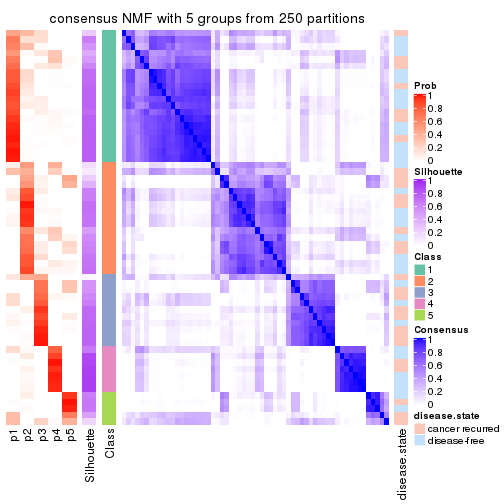 consensus NMF with 5 groups from 250 partitions
Prob
1
0.8
0.6
0.4
0.2
0
Silhouette
1
0.8
0.6
0.4
0.2
0
Class
1
2
3
4
5
Consensus
1
0.8
0.6
0.4
0.2
0
disease.state
cancer recurred
disease-free
p1
p2
p3
p4
p5
Silhouette
Class
disease.state